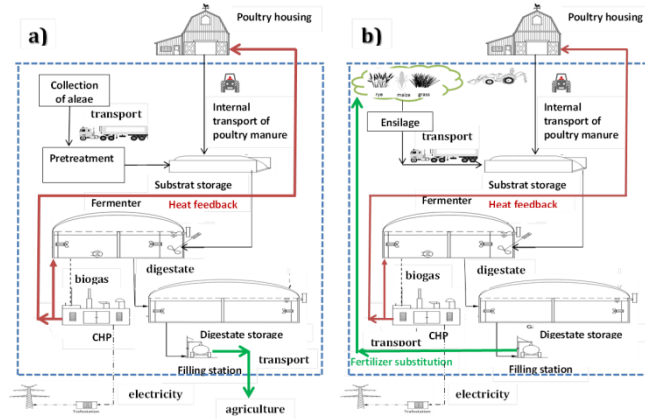 a)
Poultry housing
Collection
of algae
transport
Internal
transport of
poultry manure
Pretreatment
Substrat storage
Fermenter
Heat feedback
biogas
digestate
CHP
Digestate storage
transport
Filling station
electricity
agriculture
b)
Poultry housing
rye
maize
grass
Ensilage
transport
Internal
transport of
poultry manure
Substrat storage
Fermenter
Heat feedback
biogas
digestate
CHP
Digestate storage
transport
Fertilizer substitution
Filling station
electricity